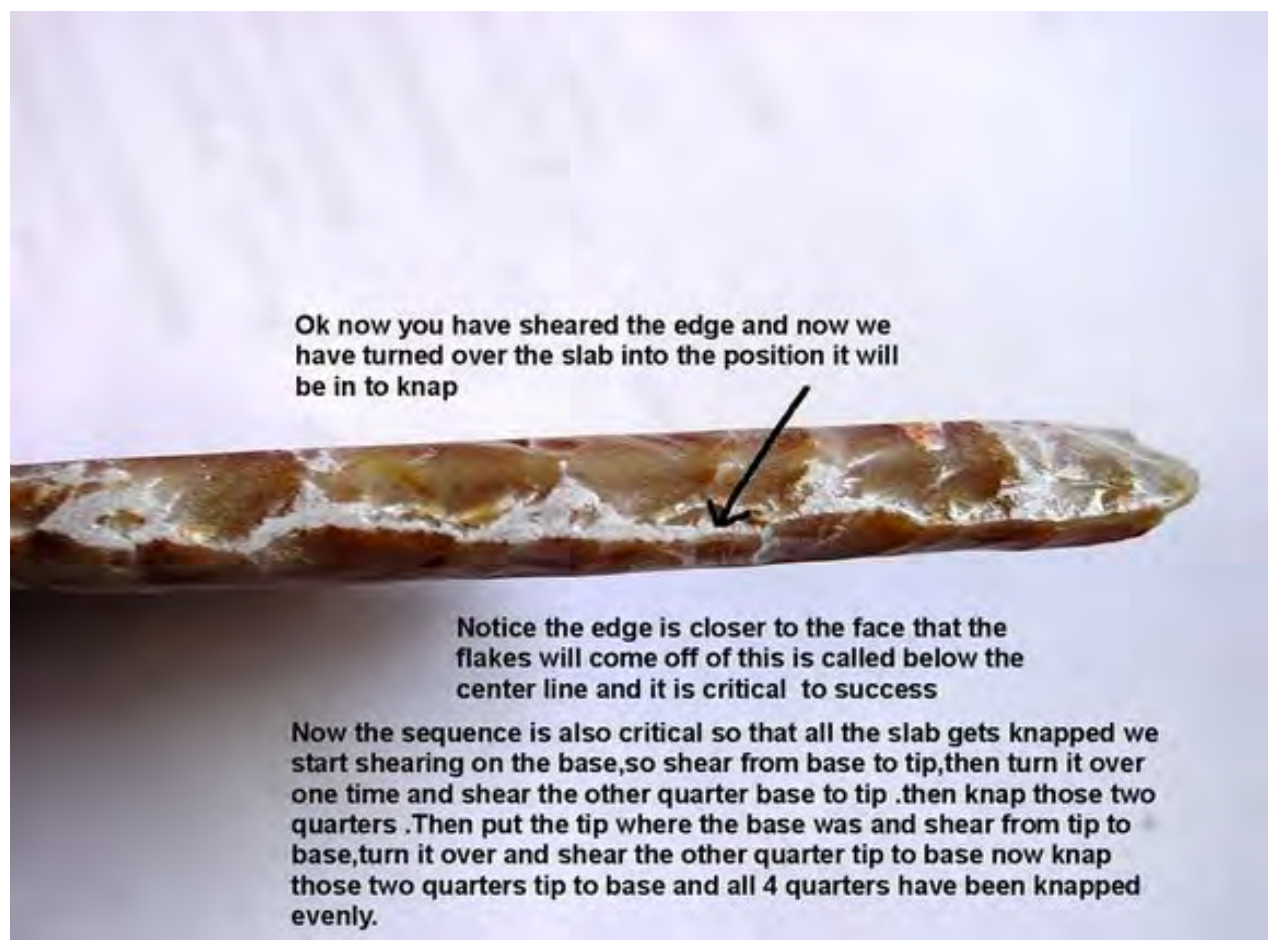 Ok now you have sheared the edge and now we
have turned over the slab into the position it will
be in to knap
Notice the edge is closer to the face that the
flakes will come off of this is called below the
center line and it is critical  to success
Now the sequence is also critical so that all the slab gets knapped we
start shearing on the base,so shear from base to tip,then turn it over
one time and shear the other quarter base to tip .then knap those two
quarters .Then put the tip where the base was and shear from tip to
base,turn it over and shear the other quarter tip to base now knap
those two quarters tip to base and all 4 quarters have been knapped
evenly.